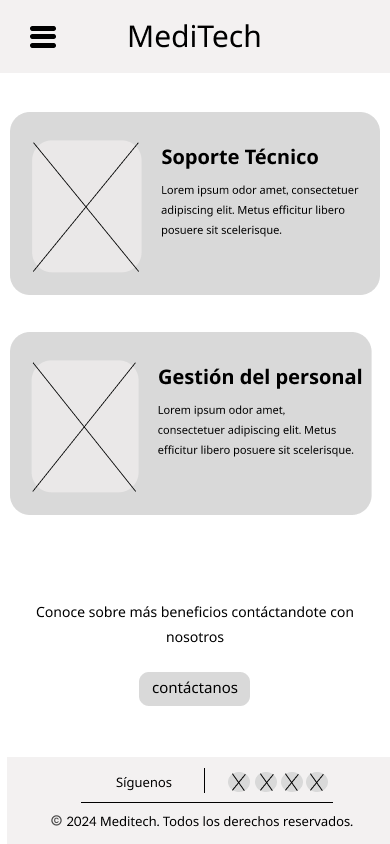 MediTech
Soporte Técnico
Lorem ipsum odor amet, consectetuer
adipiscing elit. Metus efficitur libero
posuere sit scelerisque.
Gestión del personal
Lorem ipsum odor amet,
consectetuer adipiscing elit. Metus
efficitur libero posuere sit scelerisque.
Conoce sobre más beneficios contáctandote con
nosotros
contáctanos
Síguenos
© 2024 Meditech. Todos los derechos reservados.